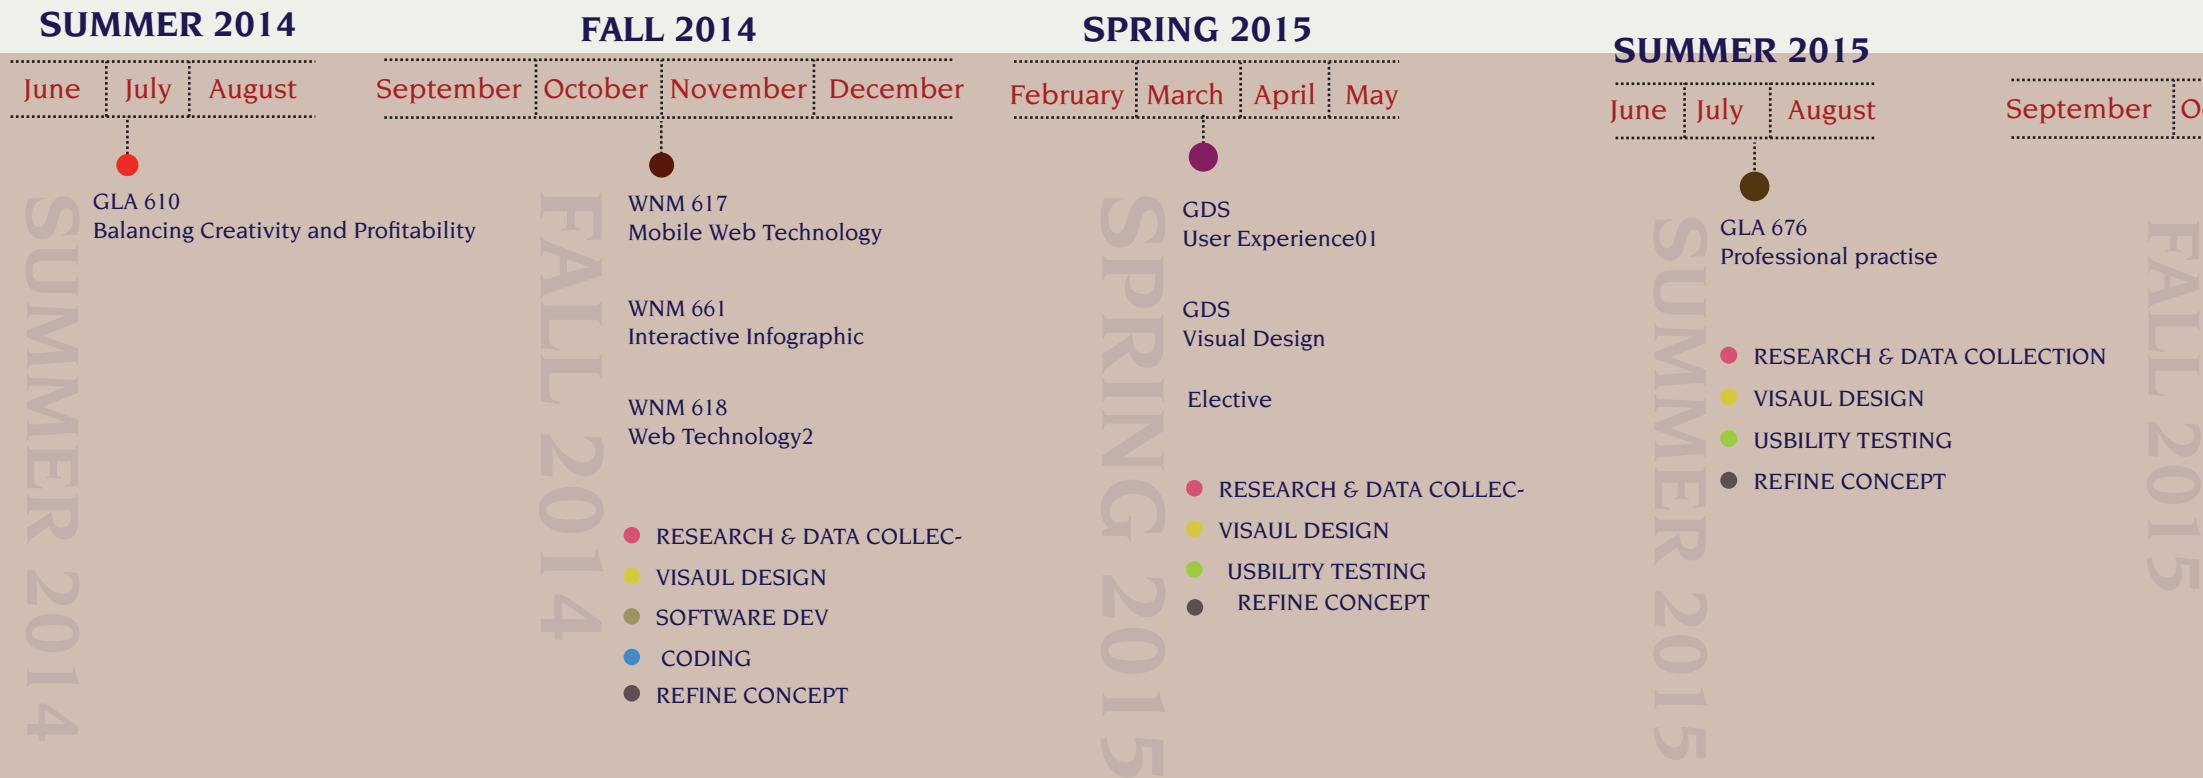 SUMMER 2014
June July August
GLA 610
Balancing Creativity and Profitability
SUMMER 2014
FALL 2014
September October November December
WNM 617
Mobile Web Technology
WNM 661
Interactive Infographic
WNM 618
Web Technology2
RESEARCH & DATA COLLEC-
VISAUL DESIGN
SOFTWARE DEV
CODING
REFINE CONCEPT
FALL 2014
SPRING 2015
February March April May
GDS
User Experience01
GDS
Visual Design
Elective
RESEARCH & DATA COLLEC-
VISAUL DESIGN
USBILITY TESTING
REFINE CONCEPT
SPRING 2015
SUMMER 2015
June July August
GLA 676
Professional practise
RESEARCH & DATA COLLECTION
VISAUL DESIGN
USBILITY TESTING
REFINE CONCEPT
SUMMER 2015
September
FALL 2015